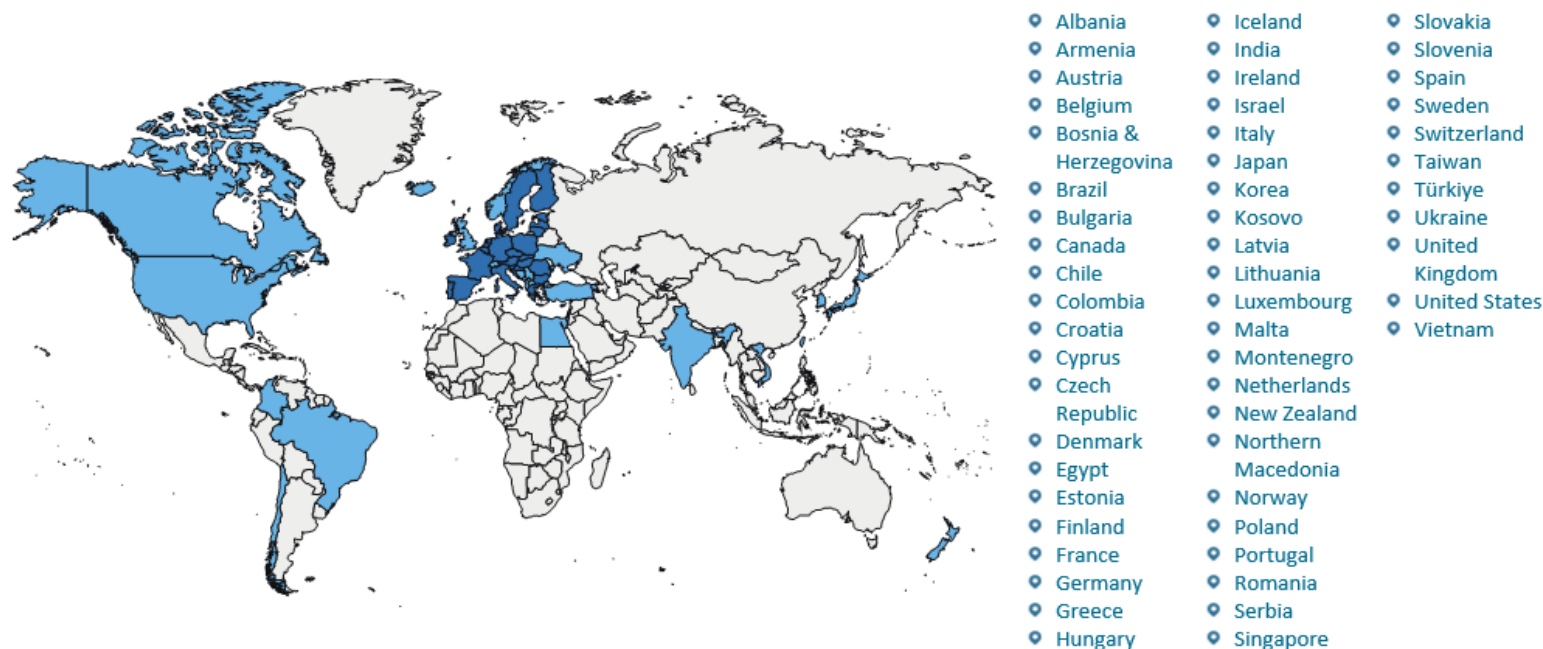 Albania
Armenia
Austria
Belgium
Bosnia &
Herzegovina
Brazil
Bulgaria
Canada
Chile
Colombia
Croatia
Cyprus
Czech
Republic
Denmark
Egypt
Estonia
Finland
France
Germany
Greece
Hungary
Iceland
India
Ireland
Israel
Italy
Japan
Korea
Kosovo
Latvia
Lithuania
Luxembourg
Malta
Montenegro
Netherlands
New Zealand
Northern
Macedonia
Norway
Poland
Portugal
Romania
Serbia
Singapore
Slovakia
Slovenia
Spain
Sweden
Switzerland
Taiwan
Türkiye
Ukraine
United
Kingdom
United States
Vietnam